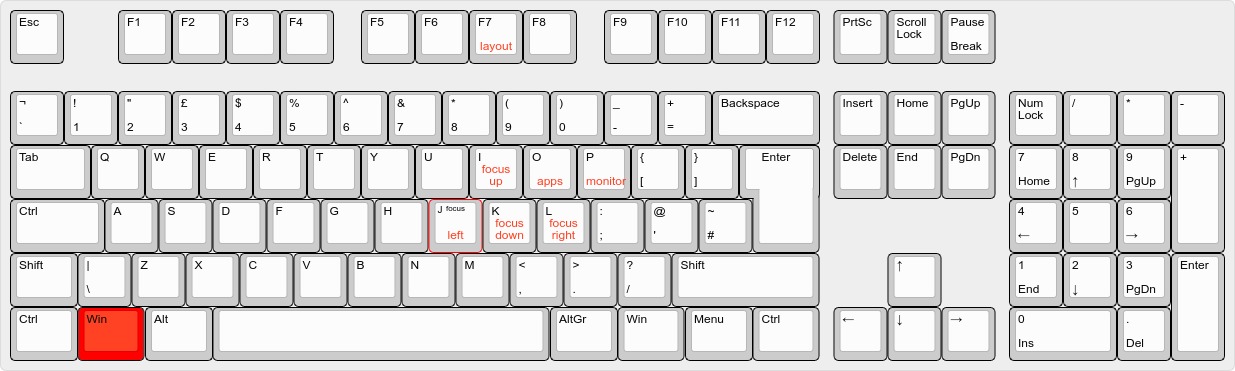 Esc F1 F2 F3 F4 F5 F6 F7 F8 F9 F10 F11 F12 PrtSc Scroll Pause
layout Lock Break
¬ ! " £ $ % ^ & * ( ) _ + Backspace Insert Home PgUp Num / * -
Lock
` 1 2 3 4 5 6 7 8 9 0 - =
Tab Q W E R T Y U I O P { } Enter Delete End PgDn 7 8 9 +
focus
up apps monitor [ ] Home ↑ PgUp
Ctrl A S D F G H J focus K L : @ ~ 4 5 6
focus focus
left down right ; ' # ← →
Shift | Z X C V B N M < > ? Shift ↑ 1 2 3 Enter
\ , . / End ↓ PgDn
Ctrl Win Alt AltGr Win Menu Ctrl ← ↓ → 0 .
Ins Del